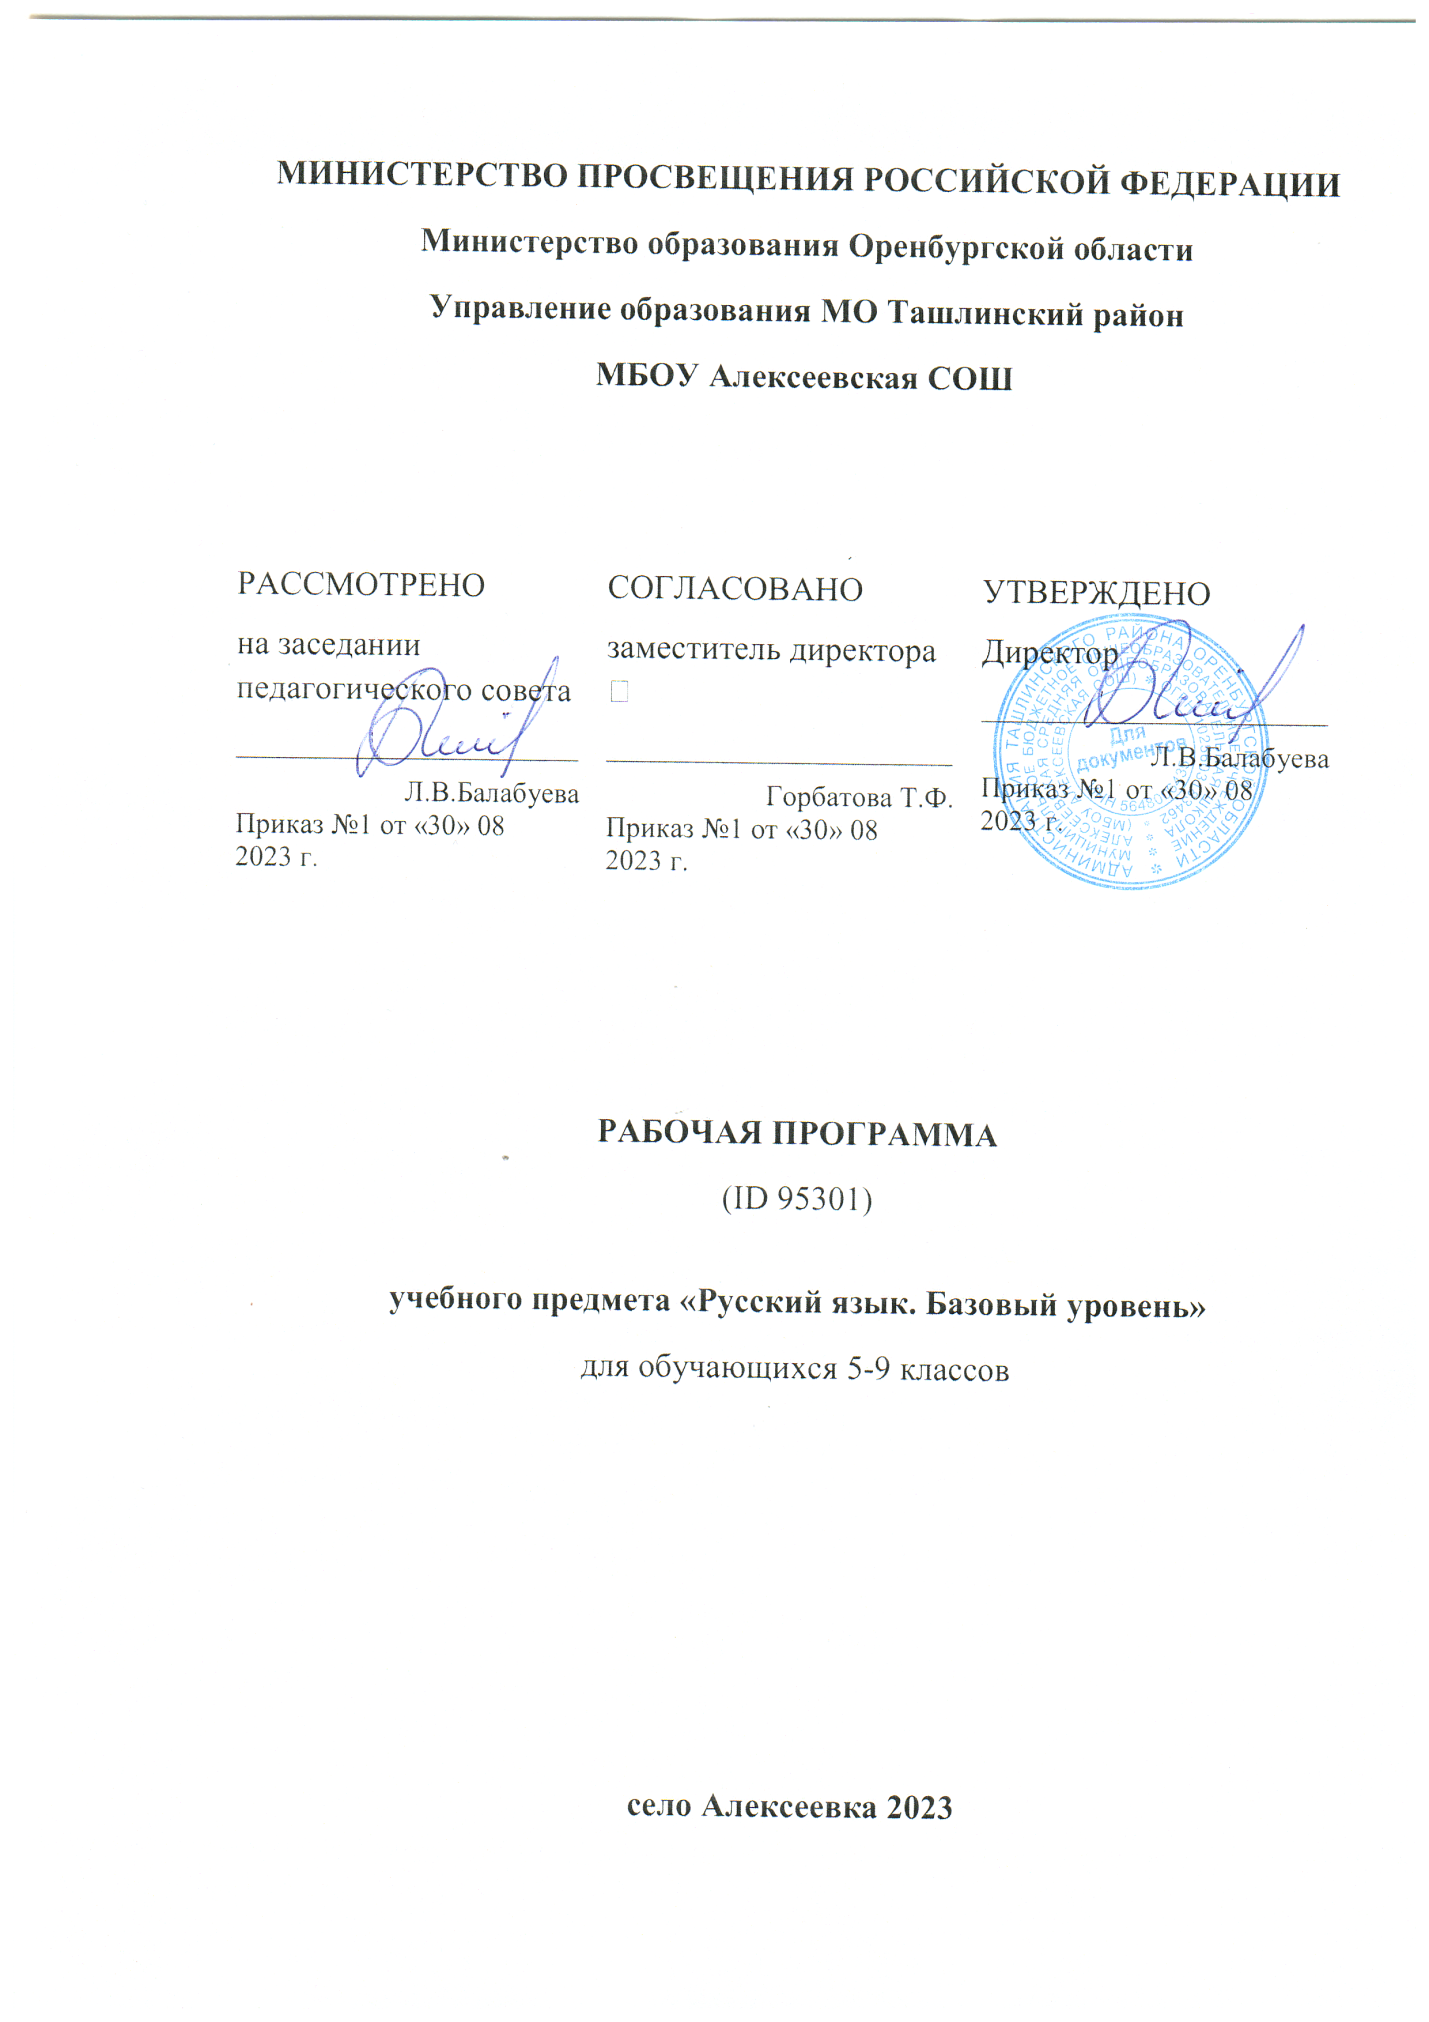 МИНИСТЕРСТВО ПРОСВЕЩЕНИЯ РОССИЙСКОЙ ФЕДЕРАЦИИ
Министерство образования Оренбургской области
Управление образования МО Ташлинский район
МБОУ Алексеевская СОШ
РАССМОТРЕНО
на заседании
педагогического совета
Л.В.Балабуева
Приказ №1 от «30» 08
2023 г.
СОГЛАСОВАНО
заместитель директора
Горбатова Т.Ф.
Приказ №1 от «30» 08
2023 г.
УТВЕРЖДЕНО
Директор
Л.В.Балабуева
Приказ №1 от «30» 08
2023 г.
Для
документов
РАБОЧАЯ ПРОГРАММА
(ID 95301)
учебного предмета «Русский язык. Базовый уровень»
для обучающихся 5-9 классов
село Алексеевка 2023